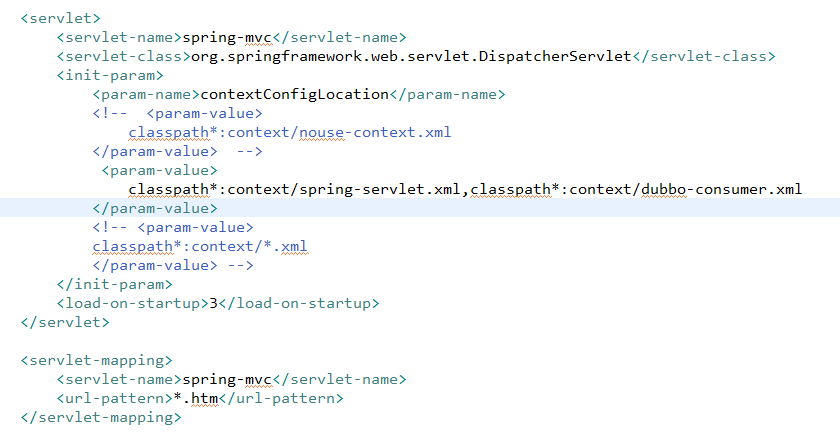 <servlet>
<servlet-name>spring-mvc</servlet-name>
<servlet-class>org.springframework.web.servlet.DispatcherServlet</servlet-class>
<init-param>
<param-name>contextConfigLocation</param-name>
<!--  <param-value>
classpath*:context/nouse-context.xml
</param-value>  -->
<param-value>
classpath*:context/spring-servlet.xml,classpath*:context/dubbo-consumer.xml
</param-value>
<!-- <param-value>
classpath*:context/*.xml
</param-value> -->
</init-param>
<load-on-startup>3</load-on-startup>
</servlet>
<servlet-mapping>
<servlet-name>spring-mvc</servlet-name>
<url-pattern>*.htm</url-pattern>
</servlet-mapping>